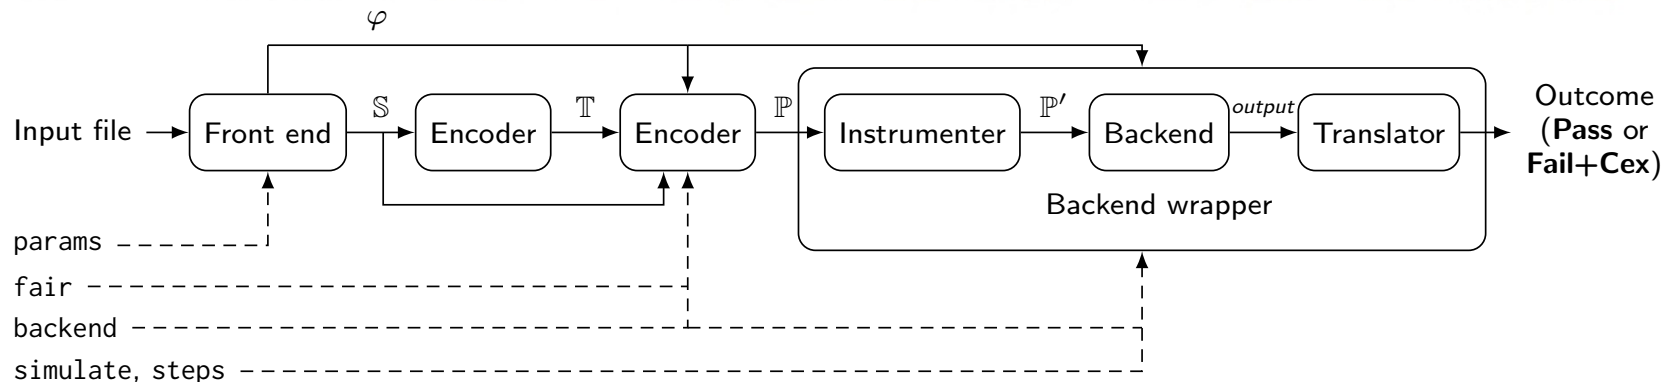 φ
Input file
Front end
𝕊
Encoder
𝕋
Encoder
ℙ
Instrumenter
ℙ′
Backend
output
Translator
Outcome
(Pass or
Fail+Cex)
Backend wrapper
params
fair
backend
simulate, steps